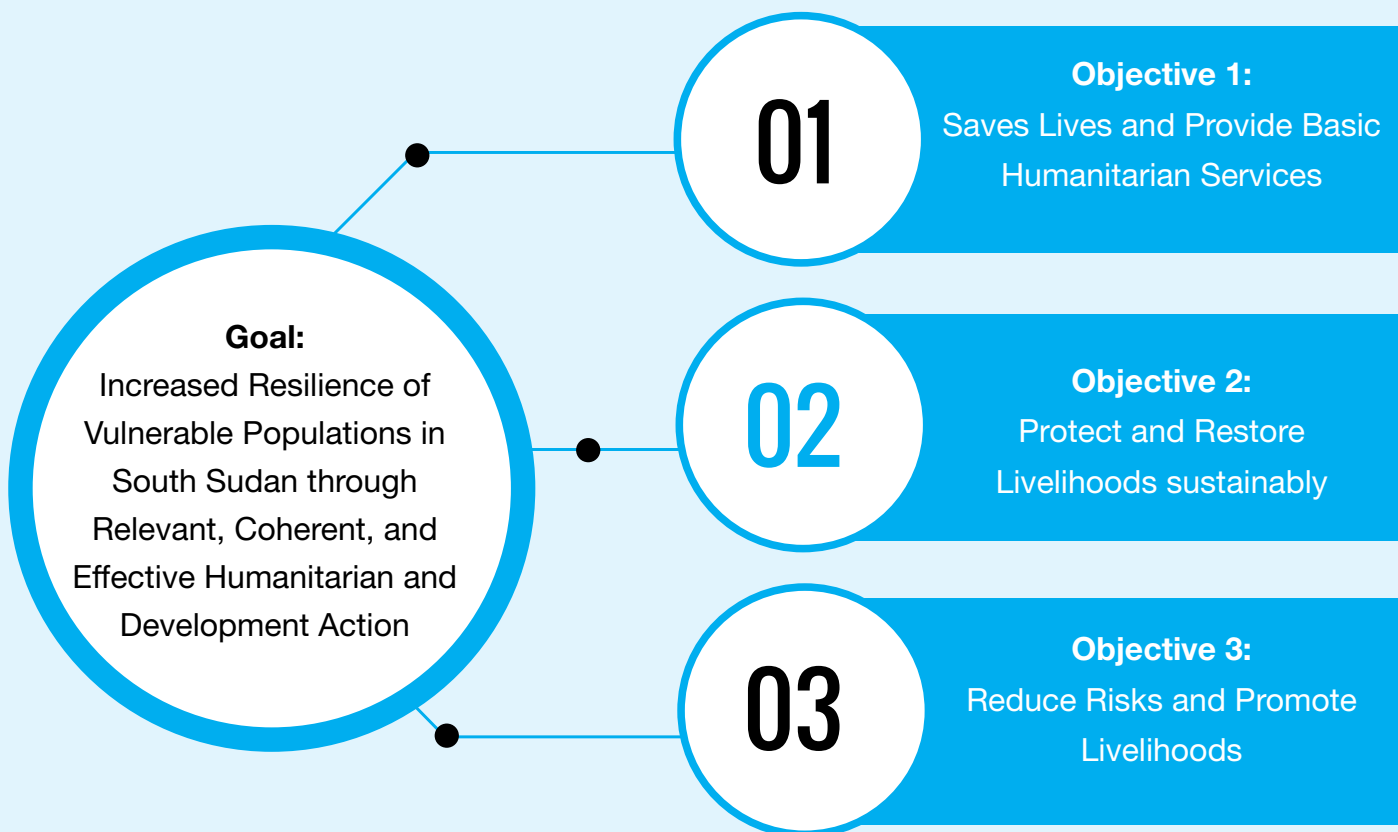 Goal:
Increased Resilience of
Vulnerable Populations in
South Sudan through
Relevant, Coherent, and
Effective Humanitarian and
Development Action
01
Objective 1:
Saves Lives and Provide Basic
Humanitarian Services
02
Objective 2:
Protect and Restore
Livelihoods sustainably
03
Objective 3:
Reduce Risks and Promote
Livelihoods